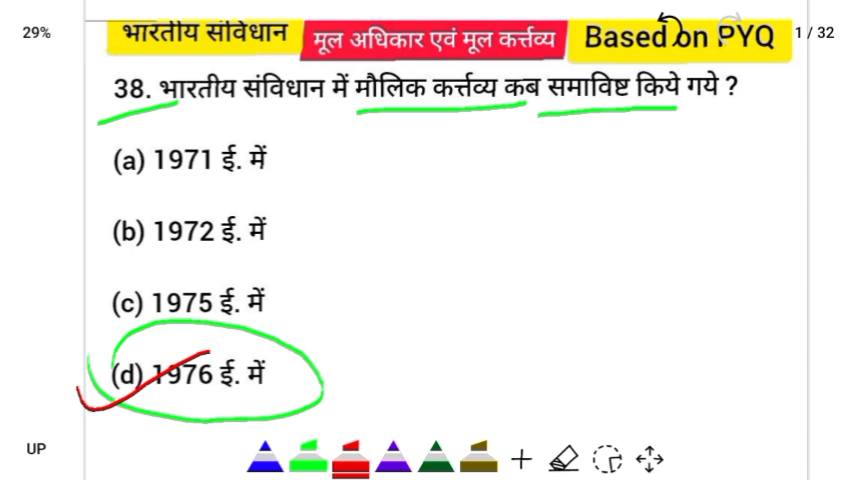 29%
भारतीय संविधान मूल अधिकार एवं मूल कर्त्तव्य Based on PYQ
1 / 32
38. भारतीय संविधान में मौलिक कर्त्तव्य कब समाविष्ट किये गये ?
(a) 1971 ई. में
(b) 1972 ई. में
(c) 1975 ई. में
(d) 1976 ई. में
UP